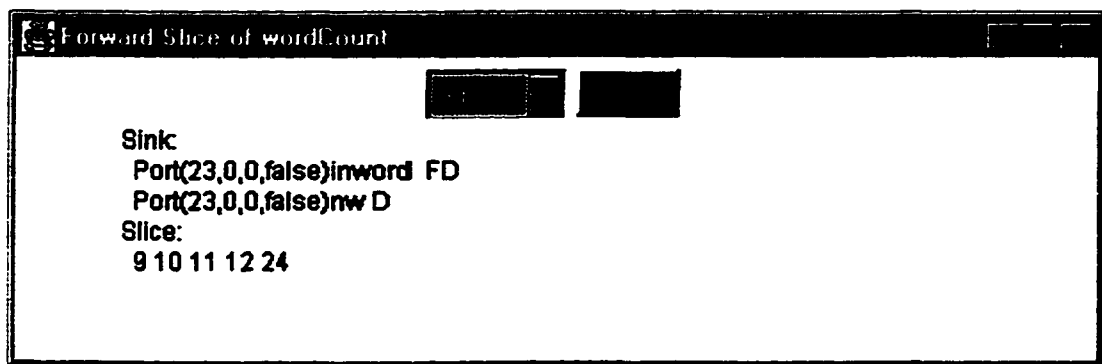 Forward Slice of wordCount
Sink:
Port(23,0,0,false)inword FD
Port(23,0,0,false)nw D
Slice:
9 10 11 12 24